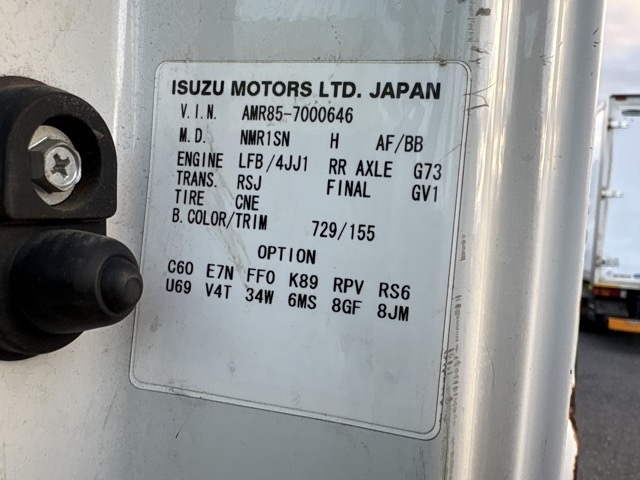 ISUZU MOTORS LTD. JAPAN
V.I.N. AMR85-7000646
M.D. NMR1SN H AF/BB
ENGINE LFB/4JJ1 RR AXLE G73
TRANS. RSJ FINAL GV1
TIRE CNE
B.COLOR/TRIM 729/155
OPTION
C60 E7N FF0 K89 RPV RS6
U69 V4T 34W 6MS 8GF 8JM